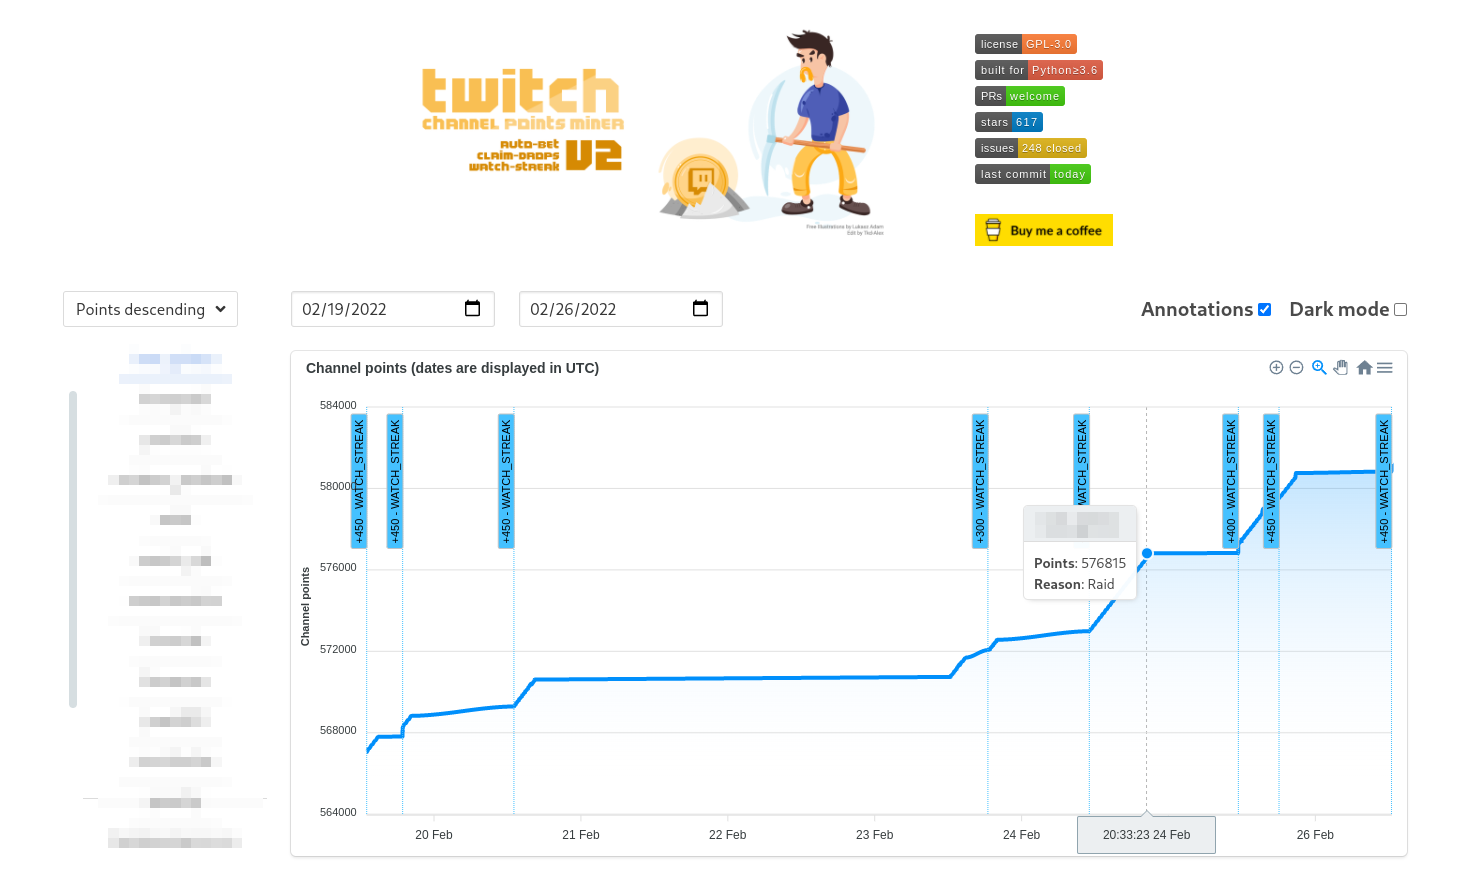 twitch
CHANNEL POINTS MINER
AUTO-BET
CLAIM-DROPS
WATCH-STREAK
V2
Free Illustrations by Lukasz Adam
Edit by Tkd-Alex
license GPL-3.0
built for Python≥3.6
PRs welcome
stars 617
issues 248 closed
last commit today
Buy me a coffee
Points descending
02/19/2022
02/26/2022
Annotations
Dark mode
Channel points (dates are displayed in UTC)
584000
580000
576000
572000
568000
564000
Channel points
+450 - WATCH_STREAK
+450 - WATCH_STREAK
+450 - WATCH_STREAK
+300 - WATCH_STREAK
WATCH_STREAK
+400 - WATCH_STREAK
+450 - WATCH_STREAK
+450 - WATCH_STREAK
Points: 576815
Reason: Raid
20 Feb
21 Feb
22 Feb
23 Feb
24 Feb
20:33:23 24 Feb
26 Feb